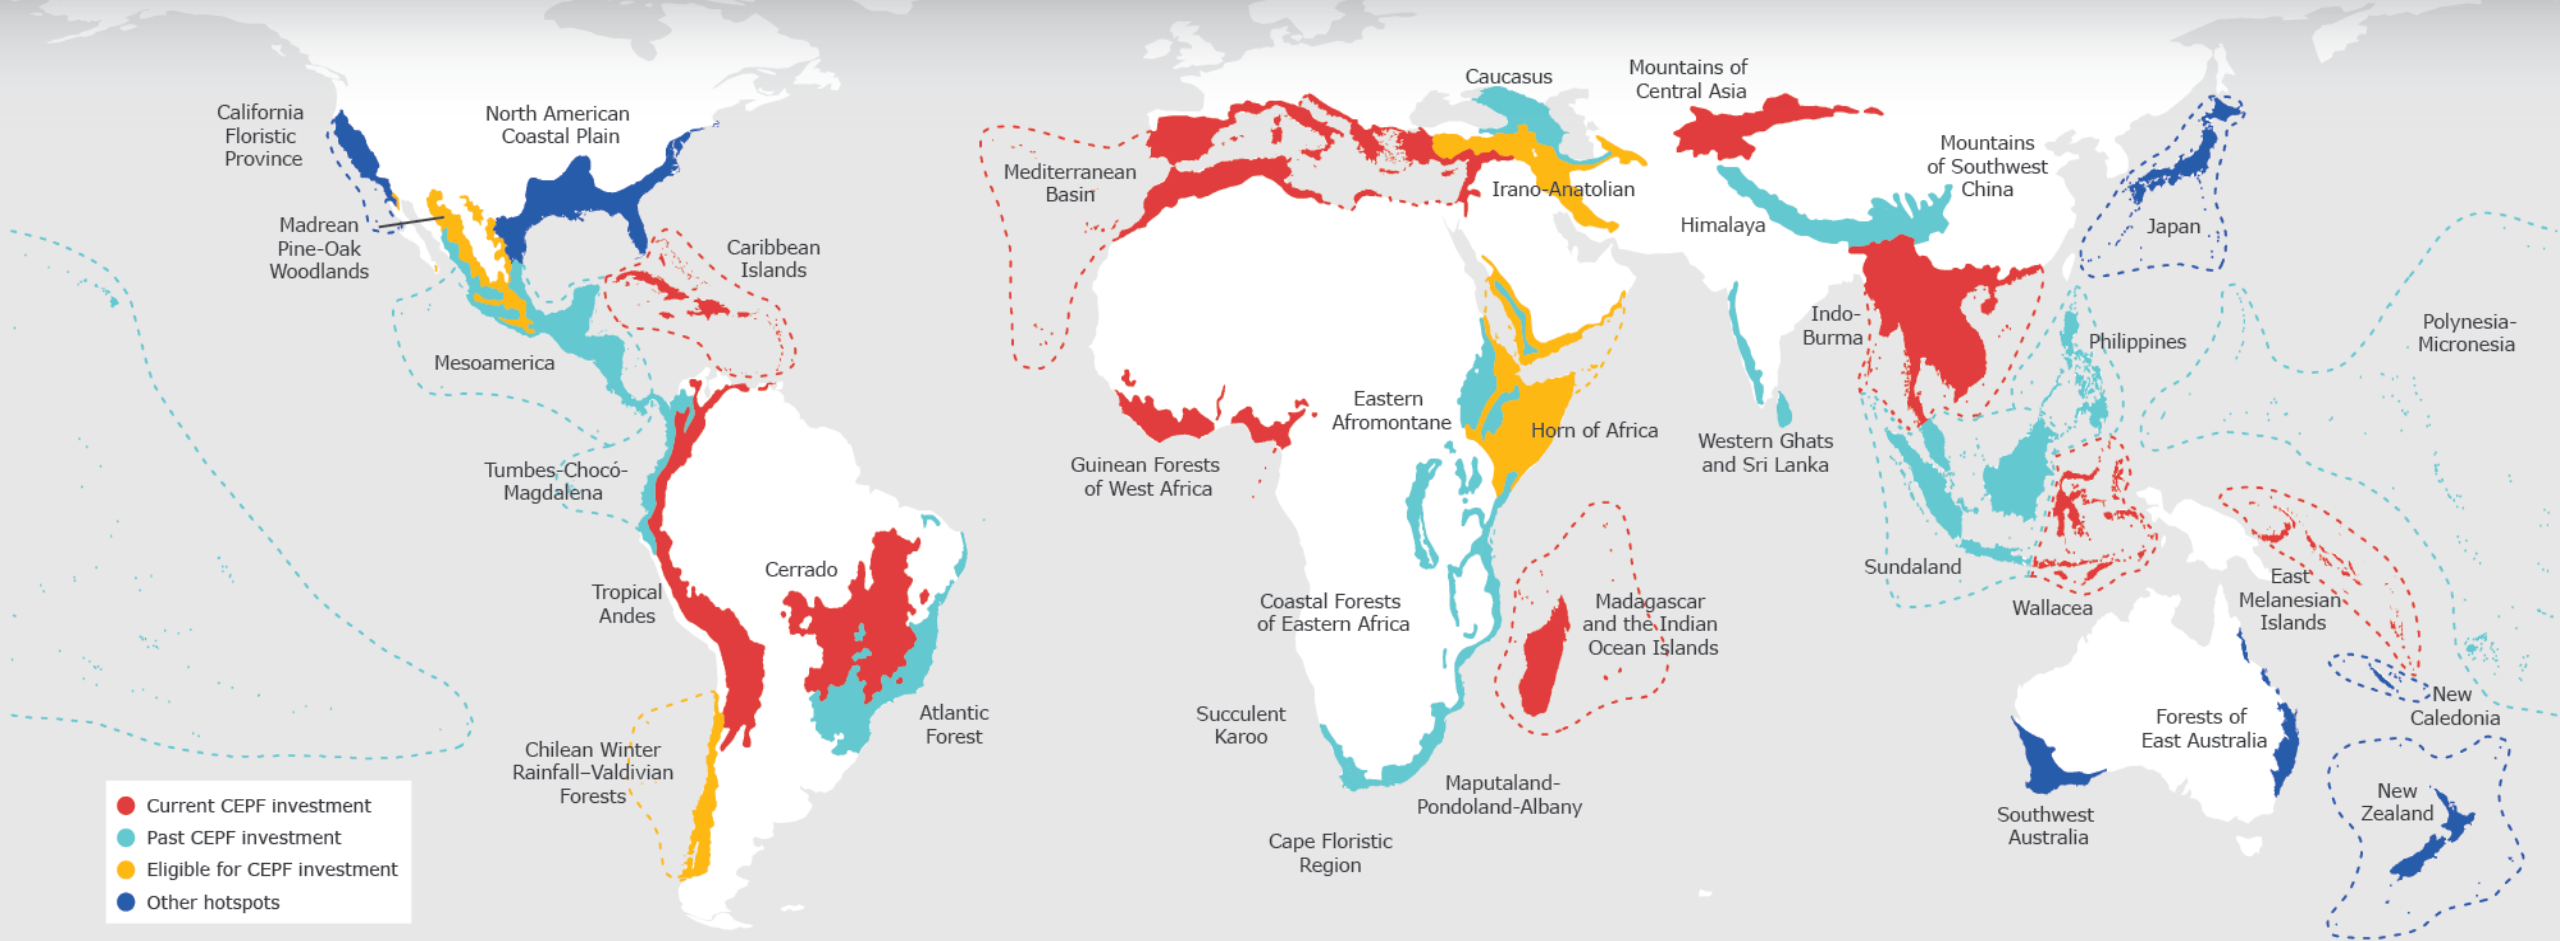 California
Floristic
Province
North American
Coastal Plain
Madrean
Pine-Oak
Woodlands
Caribbean
Islands
Mesoamerica
Tumbes-Chocó-
Magdalena
Cerrado
Tropical
Andes
Atlantic
Forest
Chilean Winter
Rainfall–Valdivian
Forests
Caucasus
Mountains of
Central Asia
Mediterranean
Basin
Irano-Anatolian
Mountains
of Southwest
China
Himalaya
Japan
Indo-
Burma
Philippines
Polynesia-
Micronesia
Eastern
Afromontane
Horn of Africa
Western Ghats
and Sri Lanka
Guinean Forests
of West Africa
Sundaland
Wallacea
East
Melanesian
Islands
Coastal Forests
of Eastern Africa
Madagascar
and the Indian
Ocean Islands
Succulent
Karoo
Maputaland-
Pondoland-Albany
Cape Floristic
Region
New
Caledonia
Forests of
East Australia
Southwest
Australia
New
Zealand
Current CEPF investment
Past CEPF investment
Eligible for CEPF investment
Other hotspots